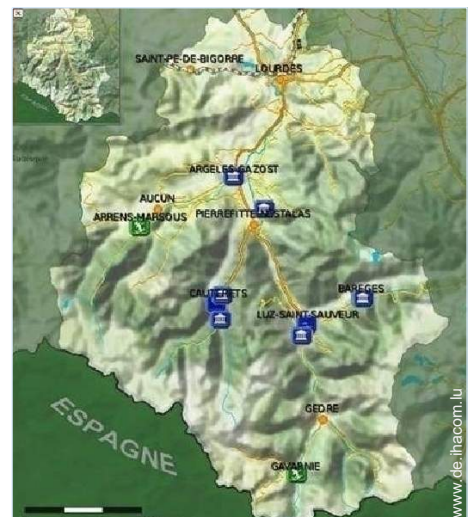 ESPAGNE
SAINT-PE-DE-BIGORRE
LOURDES
ARGELES-GAZOST
AUCUN
ARRENS-MARSOUS
PIERREFITTE-NESTALAS
CAUTERETS
BAREGES
LUZ-SAINT-SAUVEUR
GEDRE
GAVARNIE
ESPAGNE
www.de.ihacom.lu